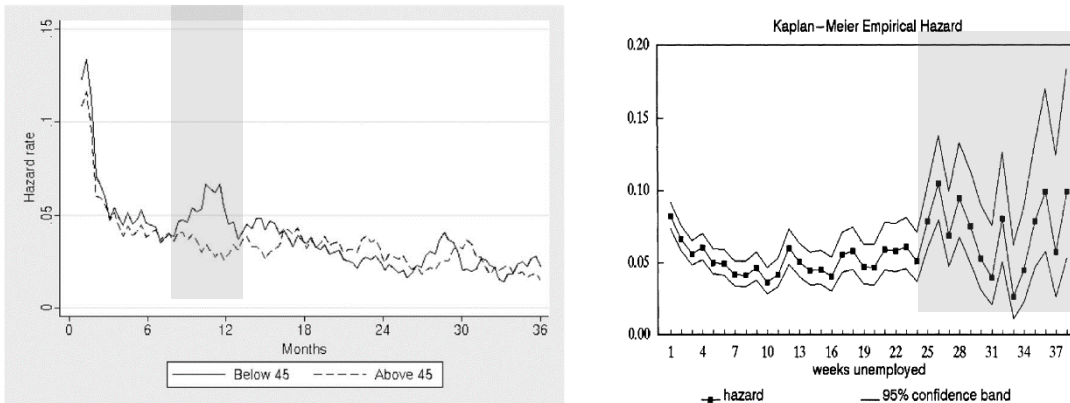 .15
.1
.05
0
Hazard rate
0 6 12 18 24 30 36
Months
Below 45 Above 45
Kaplan-Meier Empirical Hazard
0.20
0.15
0.10
0.05
0.00
1 4 7 10 13 16 19 22 25 28 31 34 37
weeks unemployed
hazard 95% confidence band